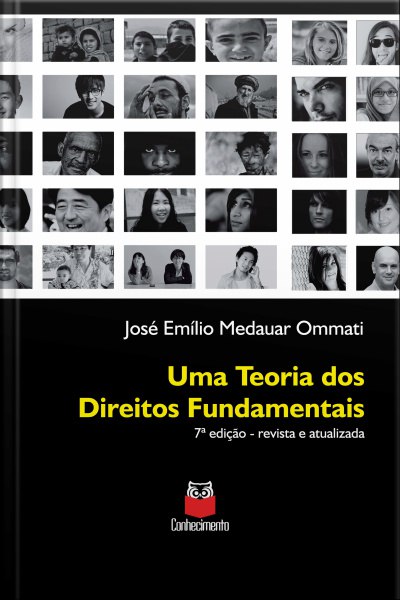 José Emílio Medauar Ommati
Uma Teoria dos
Direitos Fundamentais
7ª edição - revista e atualizada
Conhecimento